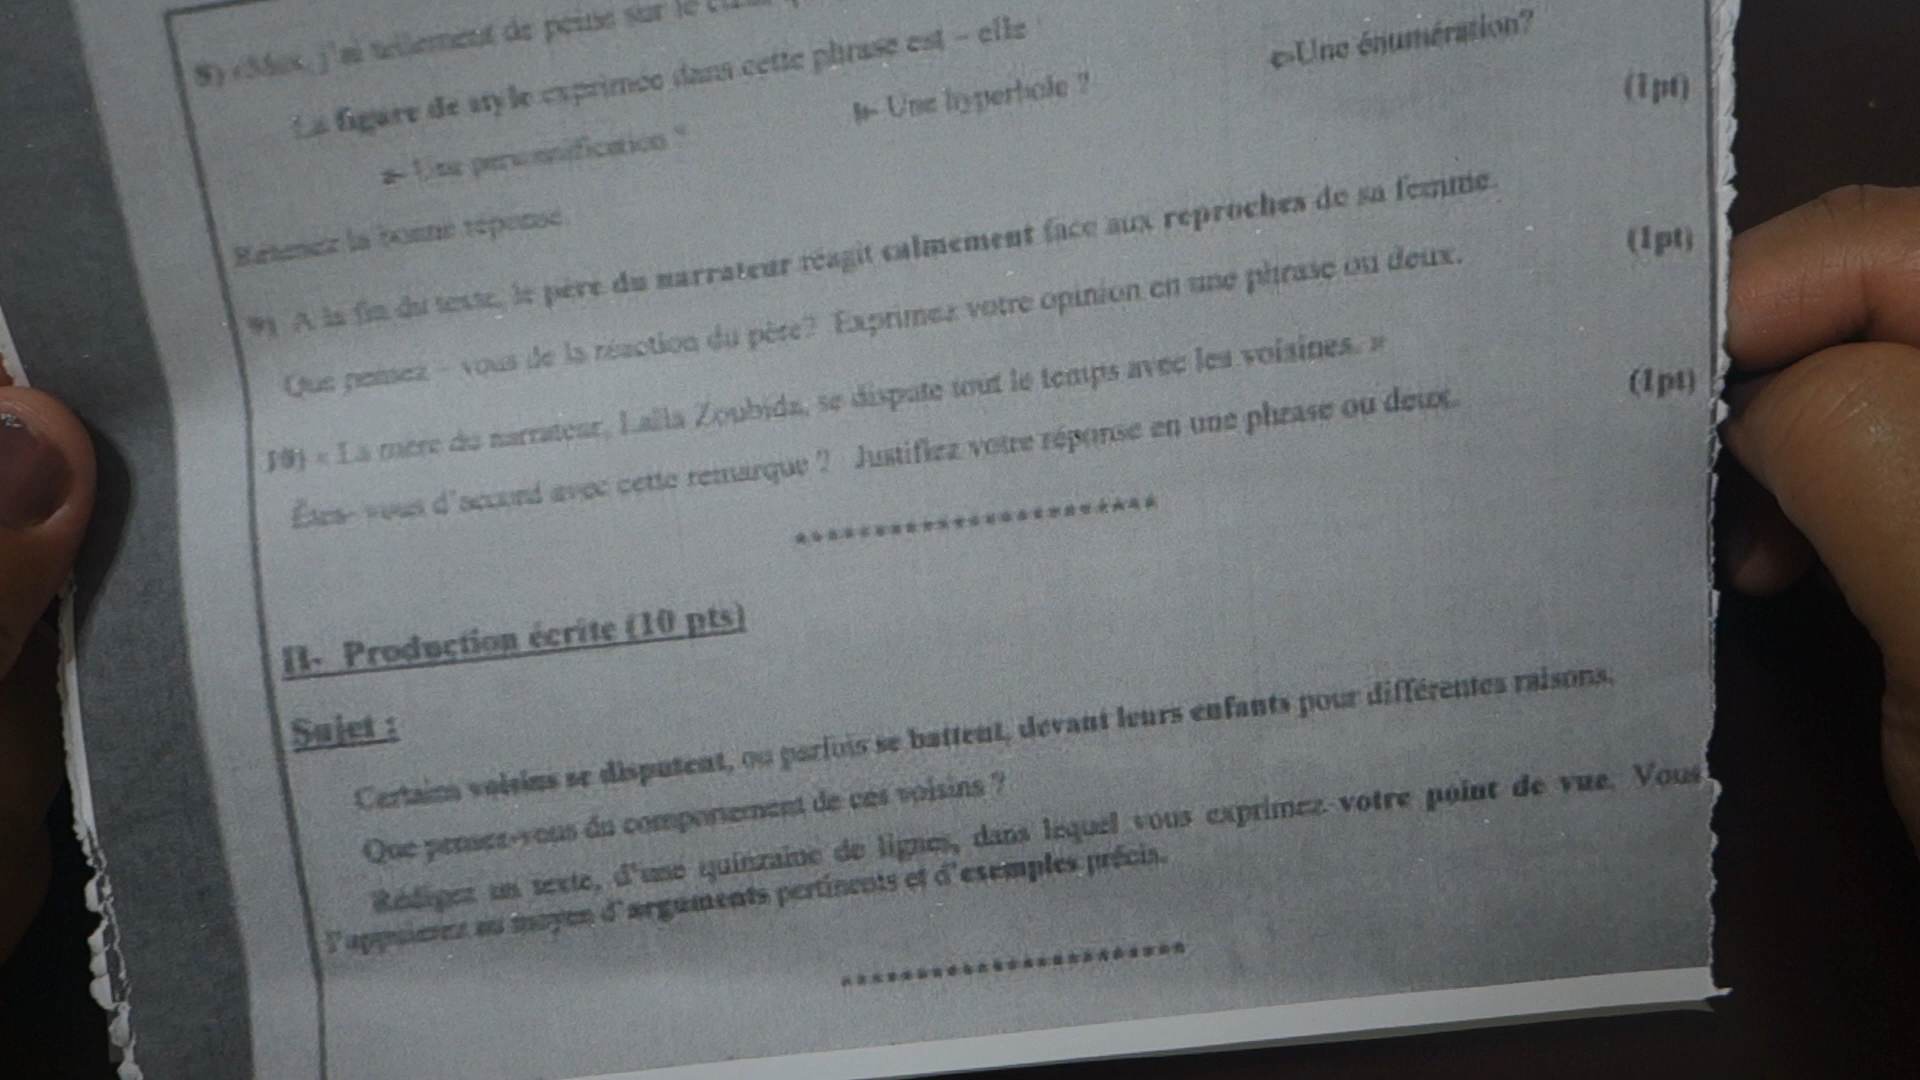 8) «Moi, j'ai tellement de peine sur le
La figure de style exprimée dans cette phrase est – elle
a- Une personnification ? b- Une hyperbole ? c-Une énumération?
Relevez la bonne réponse. (1pt)
9) A la fin du texte, le père du narrateur réagit calmement face aux reproches de sa femme.
Que pensez – vous de la réaction du père? Exprimez votre opinion en une phrase ou deux. (1pt)
10) « La mère du narrateur, Lalla Zoubida, se dispute tout le temps avec les voisines. »
Êtes- vous d'accord avec cette remarque ? Justifiez votre réponse en une phrase ou deux. (1pt)
************************
II- Production écrite (10 pts)
Sujet :
Certains voisins se disputent, ou parfois se battent, devant leurs enfants pour différentes raisons.
Que pensez-vous du comportement de ces voisins ?
Rédigez un texte, d'une quinzaine de lignes, dans lequel vous exprimez votre point de vue. Vous
l'appuierez au moyen d'arguments pertinents et d'exemples précis.
***********************